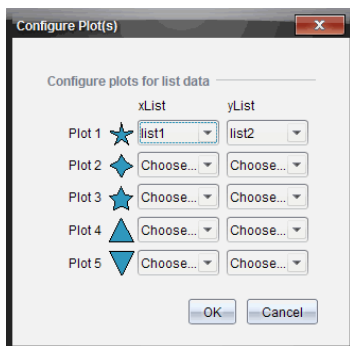 Configure Plot(s)
Configure plots for list data
xList yList
Plot 1 list1 list2
Plot 2 Choose... Choose...
Plot 3 Choose... Choose...
Plot 4 Choose... Choose...
Plot 5 Choose... Choose...
OK Cancel